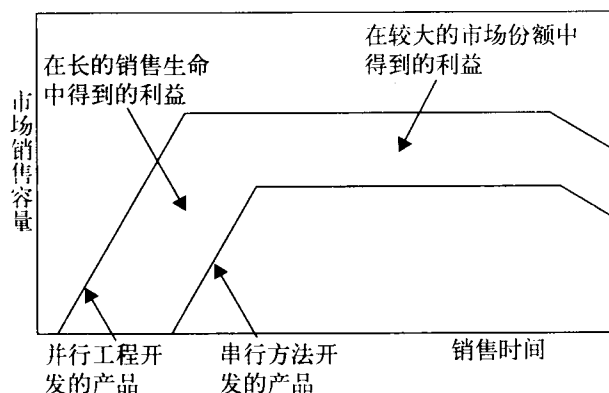 在较大的市场份额中
得到的利益
在长的销售生命
中得到的利益
市场销售容量
并行工程开
发的产品
串行方法开
发的产品
销售时间